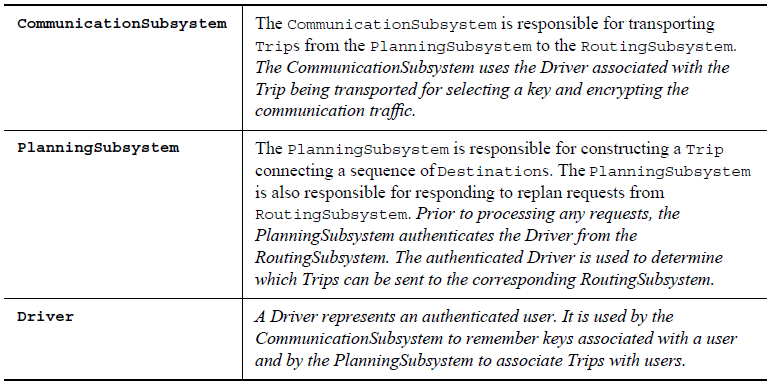 CommunicationSubsystem
The CommunicationSubsystem is responsible for transporting
Trips from the PlanningSubsystem to the RoutingSubsystem.
The CommunicationSubsystem uses the Driver associated with the
Trip being transported for selecting a key and encrypting the
communication traffic.
PlanningSubsystem
The PlanningSubsystem is responsible for constructing a Trip
connecting a sequence of Destinations. The PlanningSubsystem
is also responsible for responding to replan requests from
RoutingSubsystem. Prior to processing any requests, the
PlanningSubsystem authenticates the Driver from the
RoutingSubsystem. The authenticated Driver is used to determine
which Trips can be sent to the corresponding RoutingSubsystem.
Driver
A Driver represents an authenticated user. It is used by the
CommunicationSubsystem to remember keys associated with a user
and by the PlanningSubsystem to associate Trips with users.